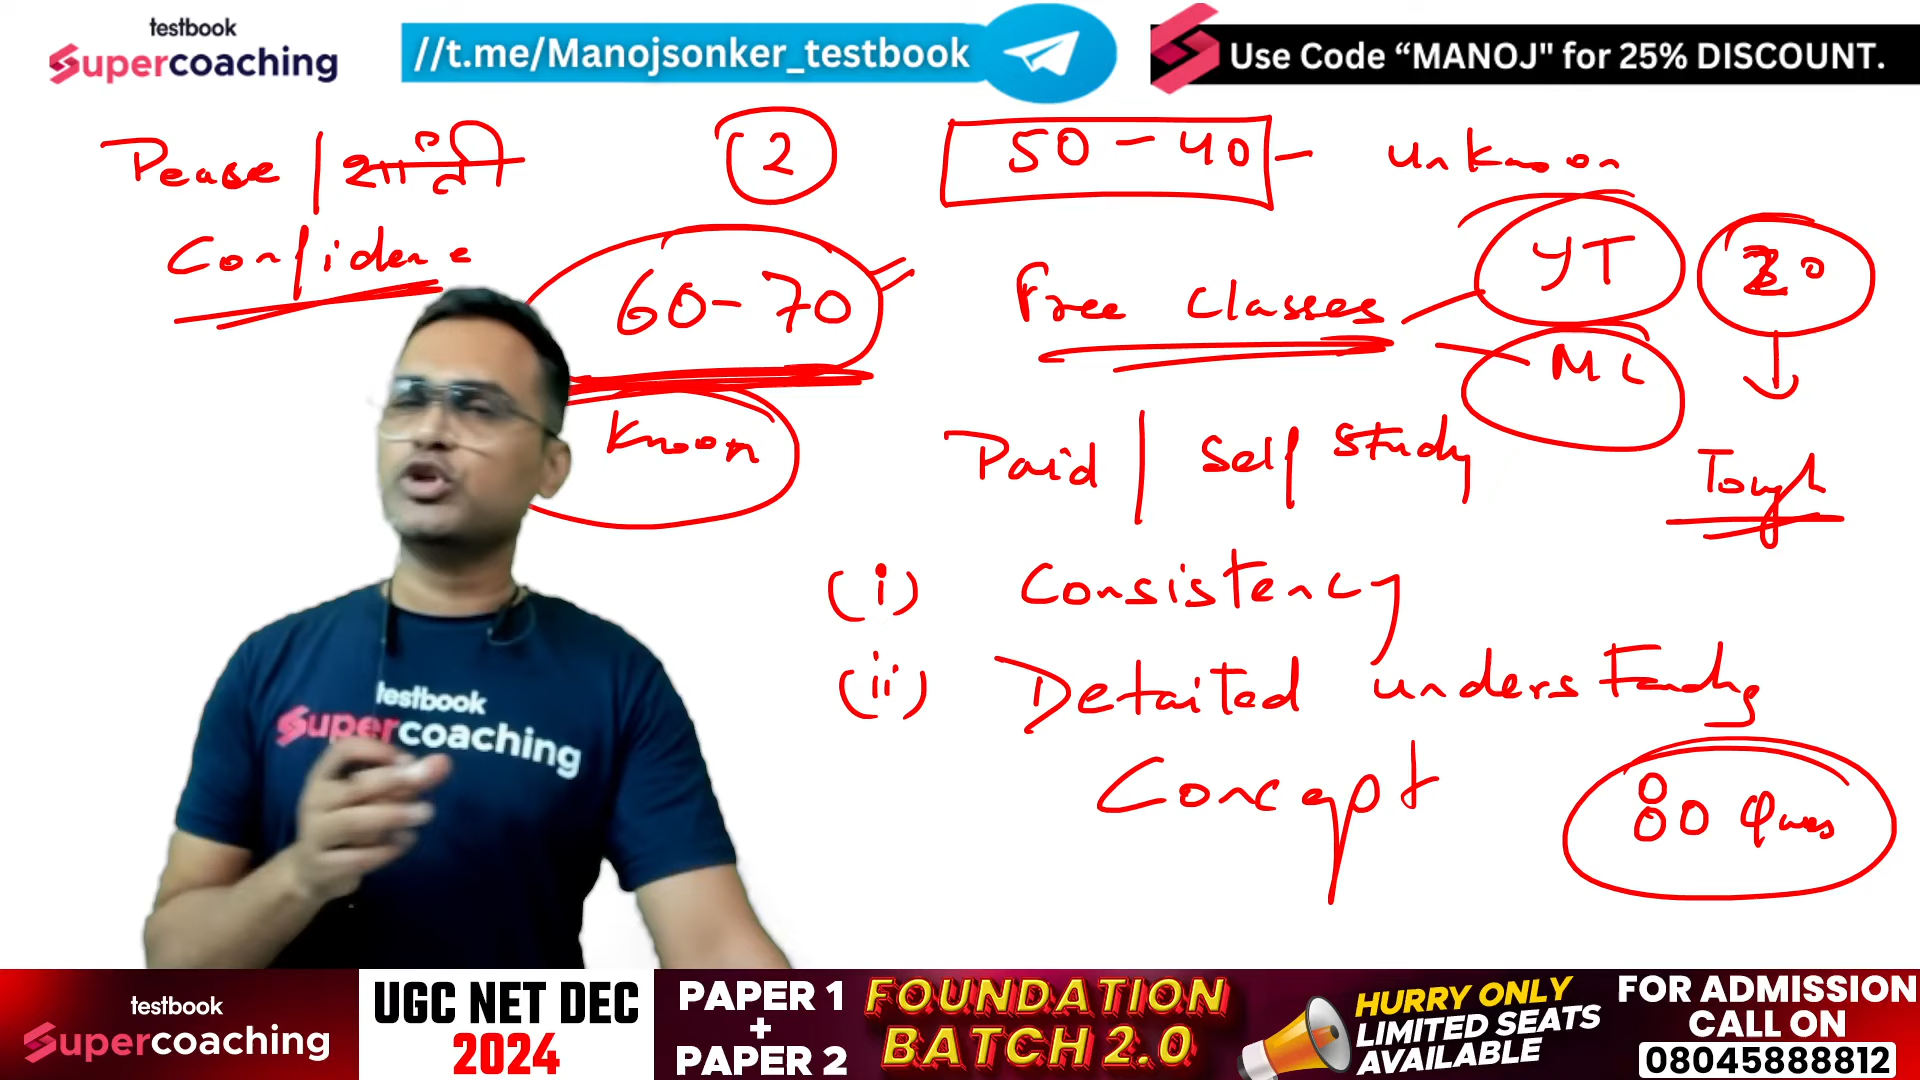 testbook
Supercoaching
//t.me/Manojsonker_testbook
Use Code “MANOJ" for 25% DISCOUNT.
Pease / शांती
2
50 - 40 -
Confidence
60 - 70
Known
Free Classes
YT
ML
Tough
Paid / Self Study
(i) Consistency
(ii) Detailed understanding
Concept
80 Ques
testbook
Supercoaching
testbook
Supercoaching
UGC NET DEC
2024
PAPER 1
+
PAPER 2
FOUNDATION
BATCH 2.0
HURRY ONLY
LIMITED SEATS
AVAILABLE
FOR ADMISSION
CALL ON
08045888812